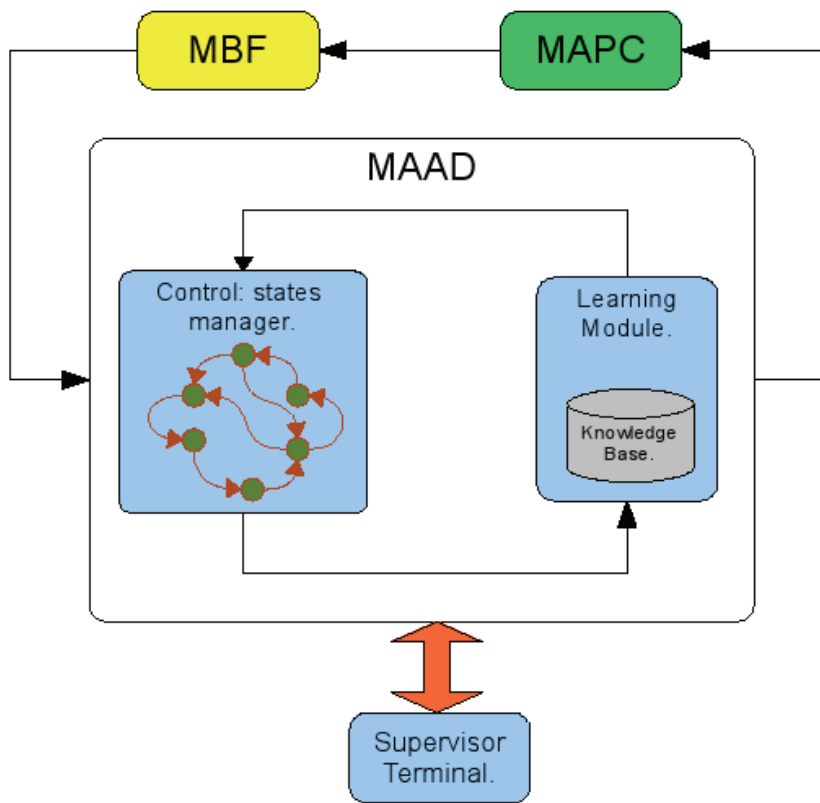 MBF
MAPC
MAAD
Control: states
manager.
Learning
Module.
Knowledge
Base.
Supervisor
Terminal.